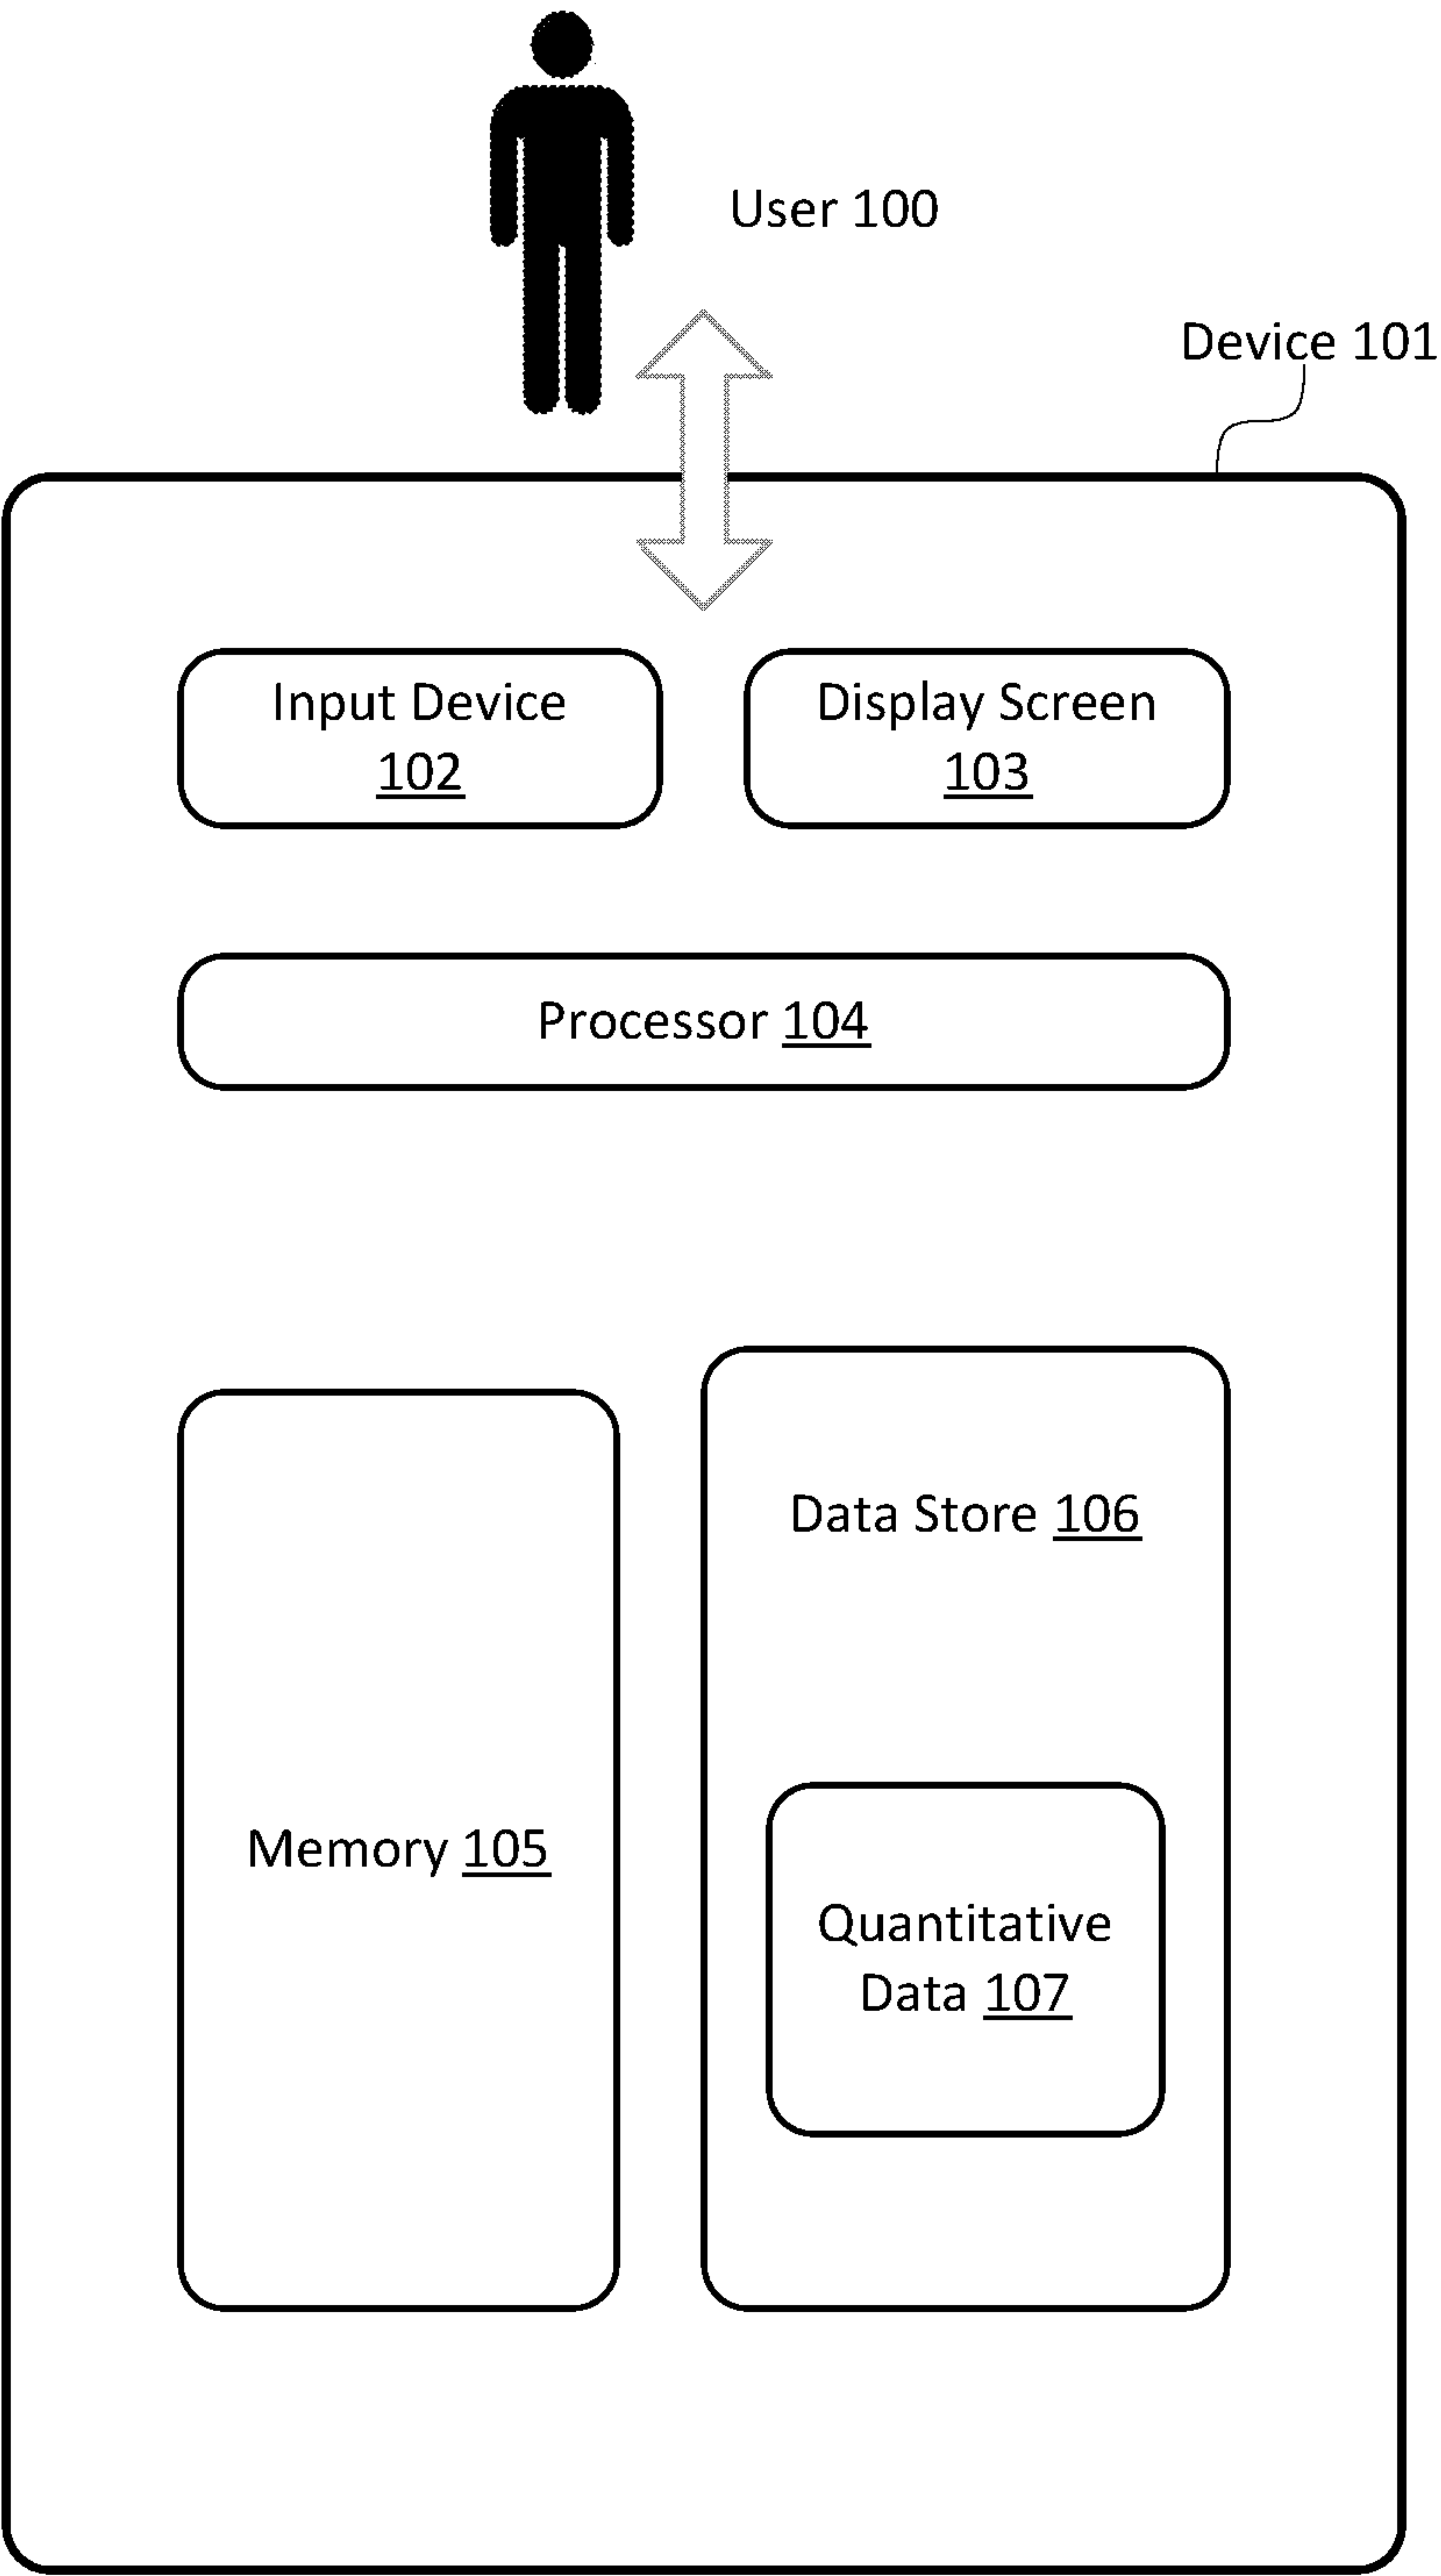 User 100
Device 101
Input Device
102
Display Screen
103
Processor 104
Data Store 106
Memory 105
Quantitative
Data 107